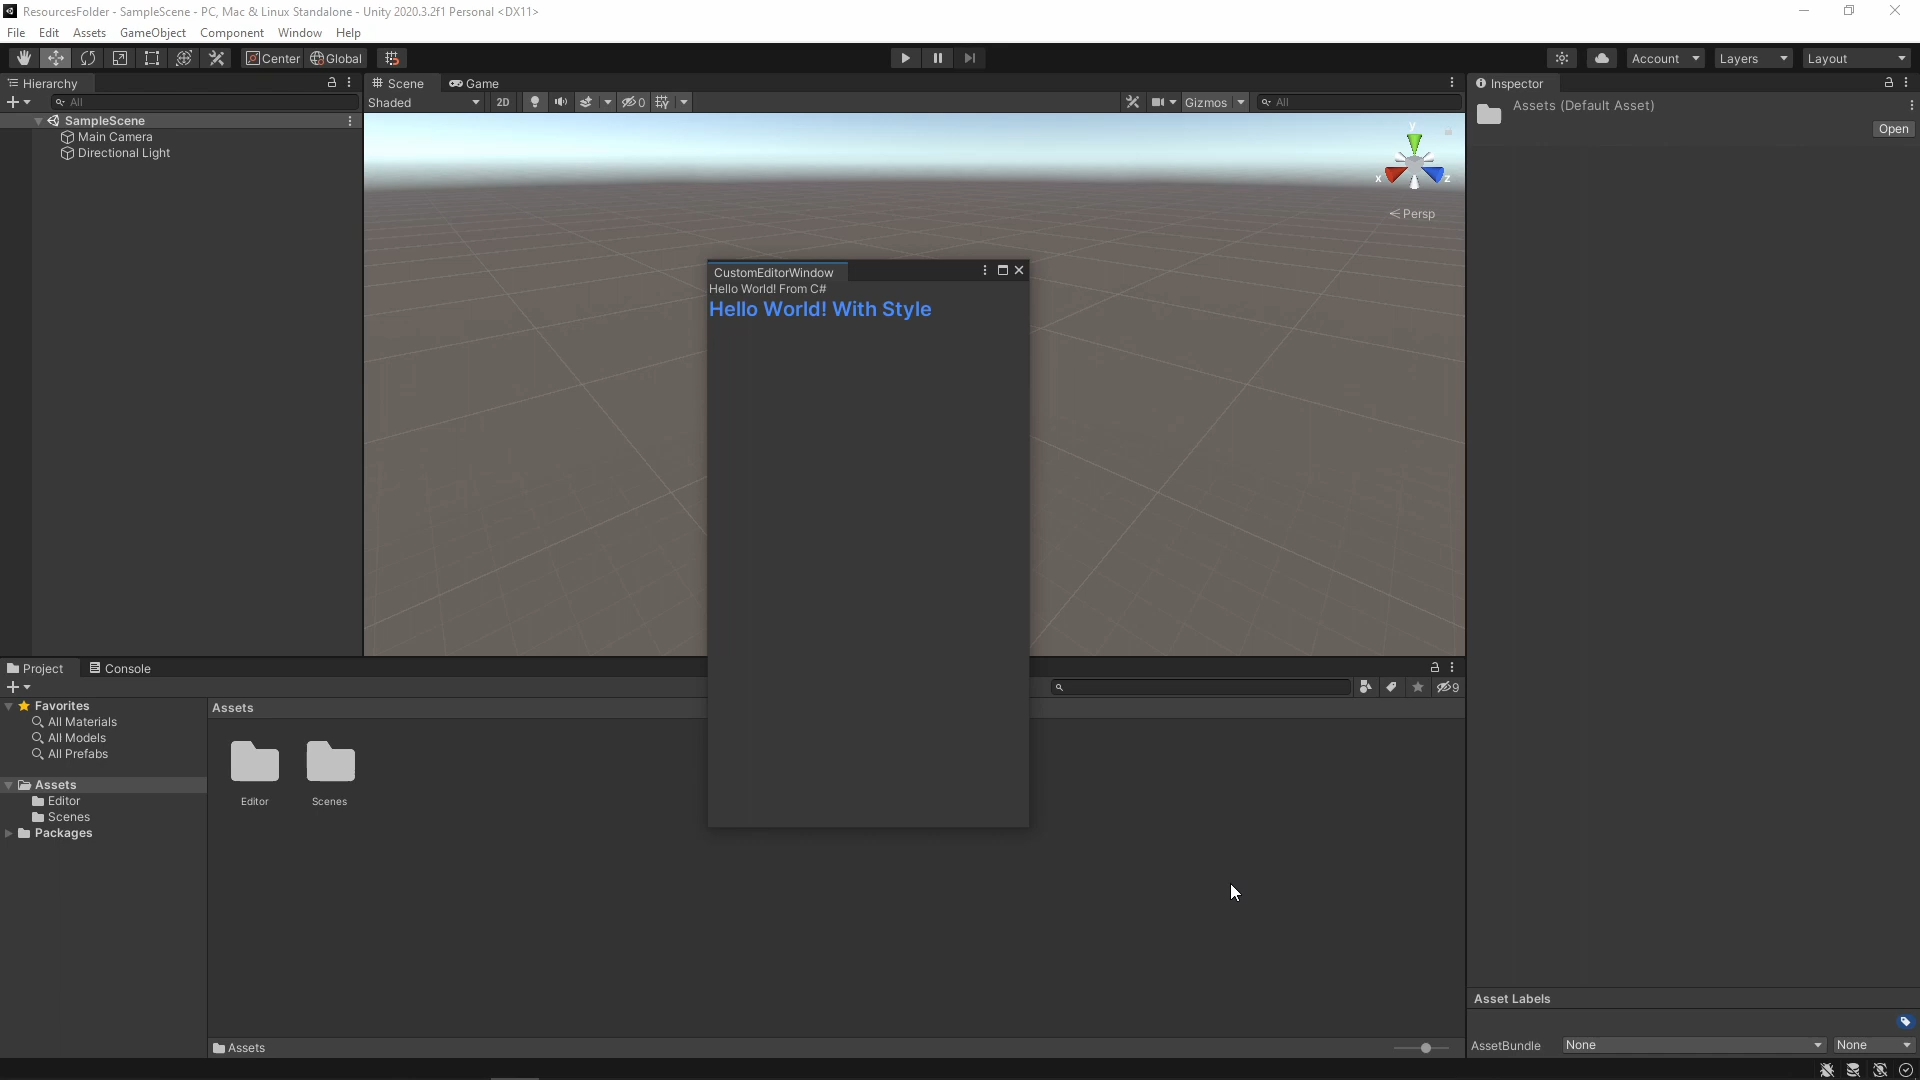 ResourcesFolder - SampleScene - PC, Mac & Linux Standalone - Unity 2020.3.2f1 Personal <DX11>
File Edit Assets GameObject Component Window Help
Center Global Account Layers Layout
Hierarchy Scene Game Inspector
All Shaded 2D 0 Gizmos All
Assets (Default Asset)
Open
SampleScene
Main Camera
Directional Light
y
x z
Persp
CustomEditorWindow
Hello World! From C#
Hello World! With Style
Project Console
9
Favorites
All Materials
All Models
All Prefabs
Assets
Editor
Scenes
Packages
Assets
Editor Scenes
Assets
Asset Labels
AssetBundle None None